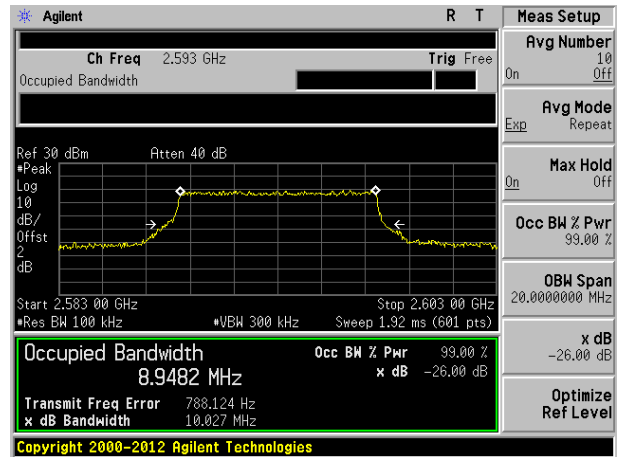 Agilent R T Meas Setup
Ch Freq 2.593 GHz Trig Free
Occupied Bandwidth
Avg Number
10
On Off
Avg Mode
Exp Repeat
Max Hold
On Off
Occ BW % Pwr
99.00 %
OBW Span
20.0000000 MHz
x dB
-26.00 dB
Optimize
Ref Level
Ref 30 dBm Atten 40 dB
#Peak
Log
10
dB/
Offst
2
dB
Start 2.583 00 GHz Stop 2.603 00 GHz
#Res BW 100 kHz #VBW 300 kHz Sweep 1.92 ms (601 pts)
Occupied Bandwidth Occ BW % Pwr 99.00 %
8.9482 MHz x dB -26.00 dB
Transmit Freq Error 788.124 Hz
x dB Bandwidth 10.027 MHz
Copyright 2000-2012 Agilent Technologies